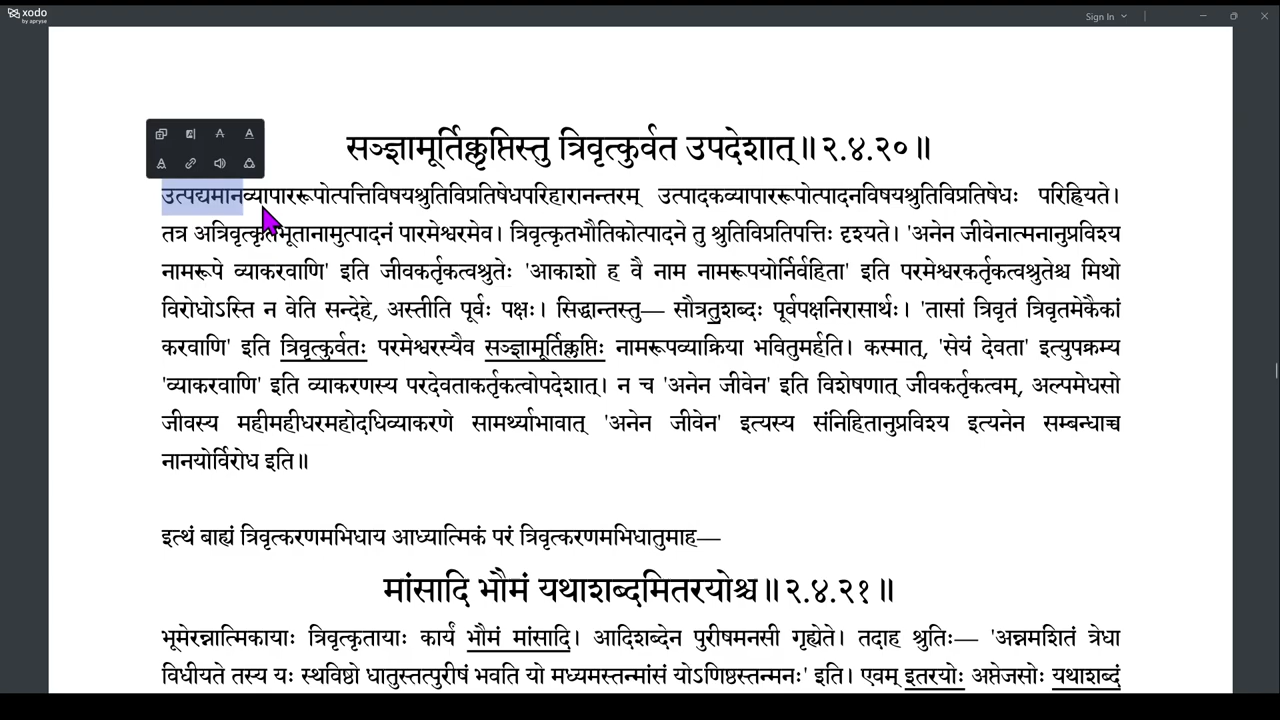 xodo
by apryse
Sign In
सञ्ज्ञामूर्तिक्लृप्तिस्तु त्रिवृत्कुर्वत उपदेशात्॥२.४.२०॥
उत्पद्यमानव्यापाररूपोत्पत्तिविषयश्रुतिविप्रतिषेधपरिहारानन्तरम् उत्पादकव्यापाररूपोत्पादनविषयश्रुतिविप्रतिषेधः परिह्रियते।
तत्र अत्रिवृत्कृतभूतानामुत्पादनं पारमेश्वरमेव। त्रिवृत्कृतभौतिकोत्पादने तु श्रुतिविप्रतिपत्तिः दृश्यते। 'अनेन जीवेनात्मनानुप्रविश्य
नामरूपे व्याकरवाणि' इति जीवकर्तृकत्वश्रुतेः 'आकाशो ह वै नाम नामरूपयोर्निर्वहिता' इति परमेश्वरकर्तृकत्वश्रुतेश्च मिथो
विरोधोऽस्ति न वेति सन्देहे, अस्तीति पूर्वः पक्षः। सिद्धान्तस्तु— सौत्रतुशब्दः पूर्वपक्षनिरासार्थः। 'तासां त्रिवृतं त्रिवृतमेकैकां
करवाणि' इति त्रिवृत्कुर्वतः परमेश्वरस्यैव सञ्ज्ञामूर्तिक्लृप्तिः नामरूपव्याक्रिया भवितुमर्हति। कस्मात्, 'सेयं देवता' इत्युपक्रम्य
'व्याकरवाणि' इति व्याकरणस्य परदेवताकर्तृकत्वोपदेशात्। न च 'अनेन जीवेन' इति विशेषणात् जीवकर्तृकत्वम्, अल्पमेधसो
जीवस्य महीमहीधरमहोदधिव्याकरणे सामर्थ्याभावात् 'अनेन जीवेन' इत्यस्य संनिहितानुप्रविश्य इत्यनेन सम्बन्धाच्च
नानयोर्विरोध इति॥
इत्थं बाह्यं त्रिवृत्करणमभिधाय आध्यात्मिकं परं त्रिवृत्करणमभिधातुमाह—
मांसादि भौमं यथाशब्दमितरयोश्च॥२.४.२१॥
भूमेरन्नात्मिकायाः त्रिवृत्कृतायाः कार्यं भौमं मांसादि। आदिशब्देन पुरीषमनसी गृह्येते। तदाह श्रुतिः— 'अन्नमशितं त्रेधा
विधीयते तस्य यः स्थविष्ठो धातुस्तत्पुरीषं भवति यो मध्यमस्तन्मांसं योऽणिष्ठस्तन्मनः' इति। एवम् इतरयोः अप्तेजसोः यथाशब्दं